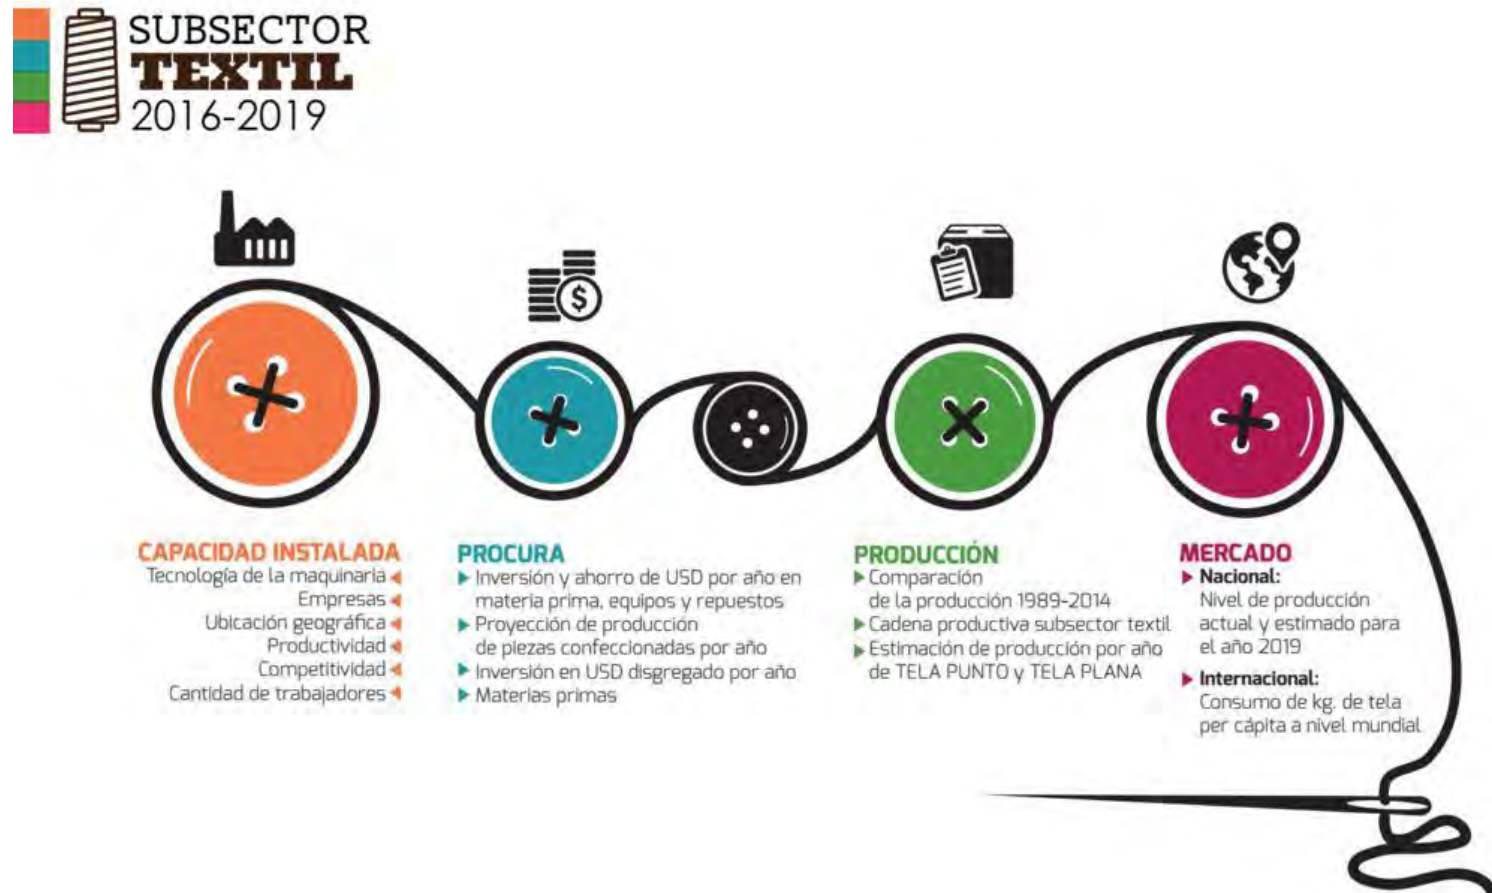 SUBSECTOR
TEXTIL
2016-2019
$
CAPACIDAD INSTALADA
Tecnología de la maquinaria
Empresas
Ubicación geográfica
Productividad
Competitividad
Cantidad de trabajadores
PROCURA
Inversión y ahorro de USD por año en
materia prima, equipos y repuestos
Proyección de producción
de piezas confeccionadas por año
Inversión en USD disgregado por año
Materias primas
PRODUCCIÓN
Comparación
de la producción 1989-2014
Cadena productiva subsector textil
Estimación de producción por año
de TELA PUNTO y TELA PLANA
MERCADO
Nacional:
Nivel de producción
actual y estimado para
el año 2019
Internacional:
Consumo de kg. de tela
per cápita a nivel mundial